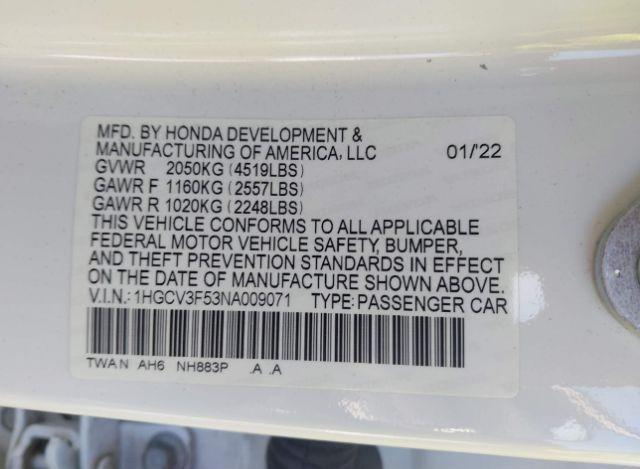 MFD. BY HONDA DEVELOPMENT &
MANUFACTURING OF AMERICA, LLC 01/'22
GVWR 2050KG (4519LBS)
GAWR F 1160KG (2557LBS)
GAWR R 1020KG (2248LBS)
THIS VEHICLE CONFORMS TO ALL APPLICABLE
FEDERAL MOTOR VEHICLE SAFETY, BUMPER,
AND THEFT PREVENTION STANDARDS IN EFFECT
ON THE DATE OF MANUFACTURE SHOWN ABOVE.
V.I.N.: 1HGCV3F53NA009071 TYPE: PASSENGER CAR
TWAN AH6 NH883P .A .A